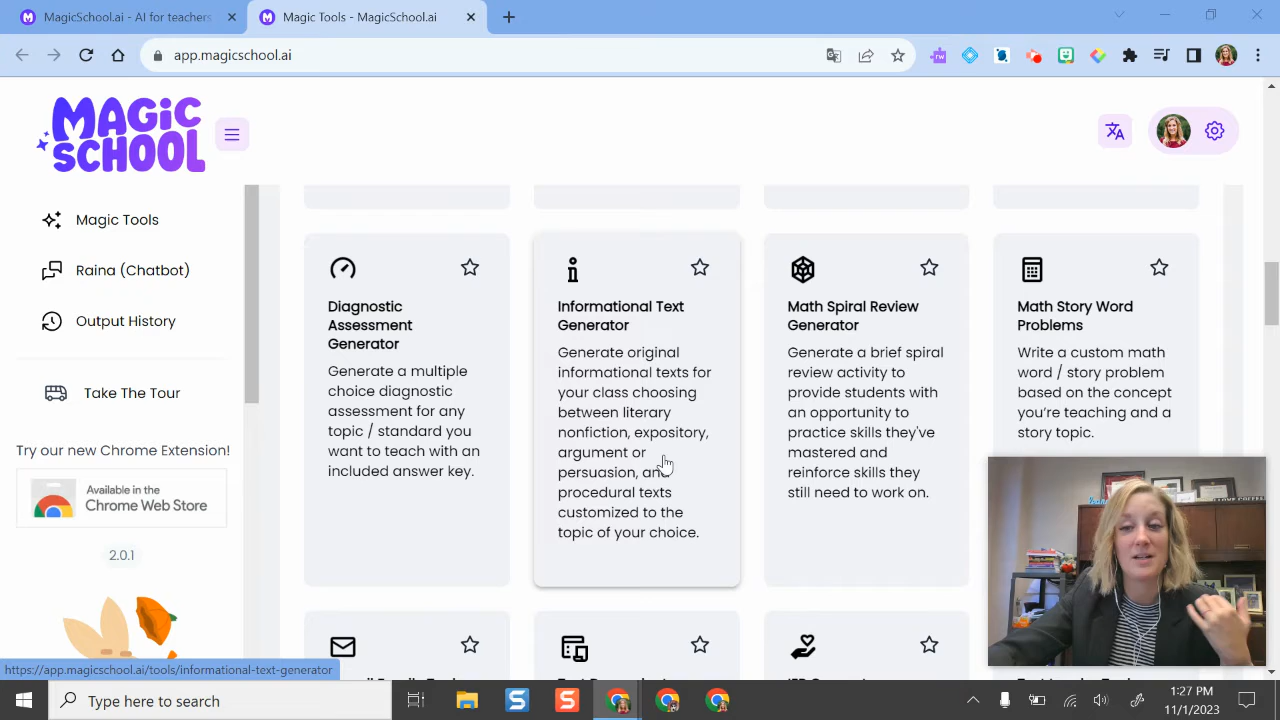 MagicSchool.ai - AI for teachers
Magic Tools - MagicSchool.ai
app.magicschool.ai
MAGIC
SCHOOL
Magic Tools
Raina (Chatbot)
Output History
Take The Tour
Try our new Chrome Extension!
Available in the
Chrome Web Store
2.0.1
Diagnostic
Assessment
Generator
Generate a multiple
choice diagnostic
assessment for any
topic / standard you
want to teach with an
included answer key.
Informational Text
Generator
Generate original
informational texts for
your class choosing
between literary
nonfiction, expository,
argument or
persuasion, and
procedural texts
customized to the
topic of your choice.
Math Spiral Review
Generator
Generate a brief spiral
review activity to
provide students with
an opportunity to
practice skills they've
mastered and
reinforce skills they
still need to work on.
Math Story Word
Problems
Write a custom math
word / story problem
based on the concept
you're teaching and a
story topic.
https://app.magicschool.ai/tools/informational-text-generator
Type here to search
1:27 PM
11/1/2023